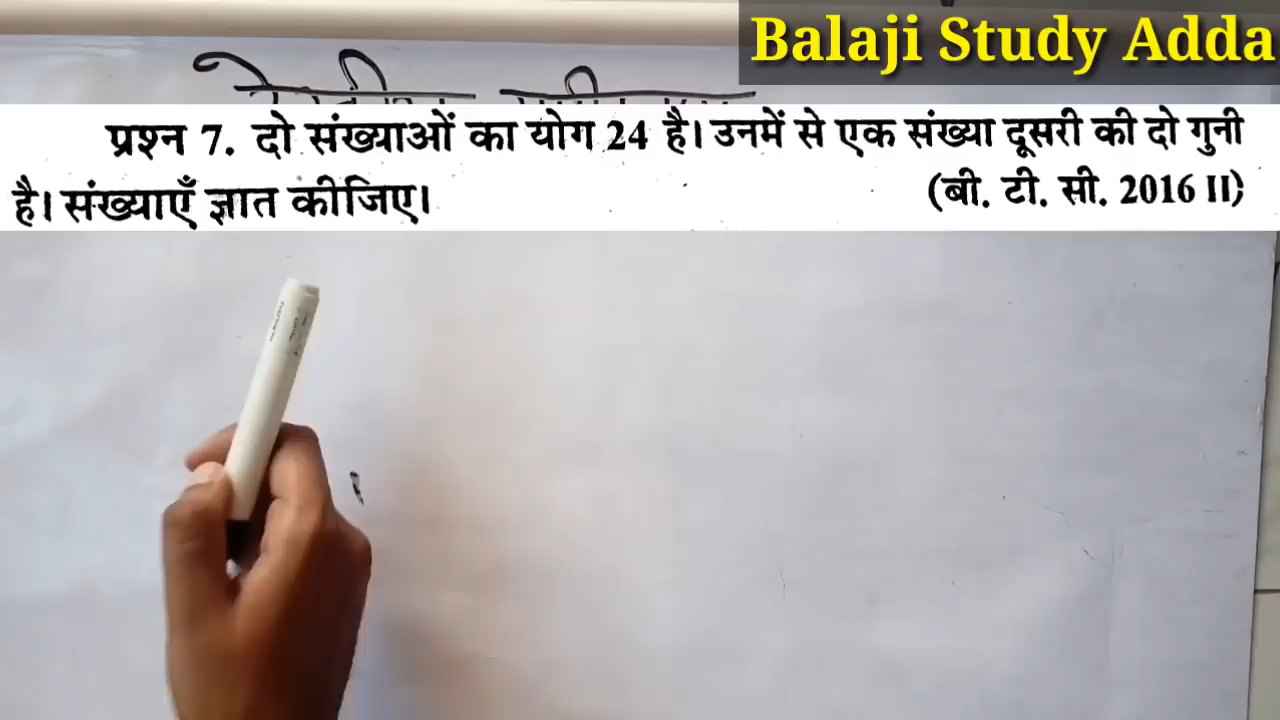 Balaji Study Adda
प्रश्न 7. दो संख्याओं का योग 24 है। उनमें से एक संख्या दूसरी की दो गुनी
है। संख्याएँ ज्ञात कीजिए। (बी. टी. सी. 2016 II)